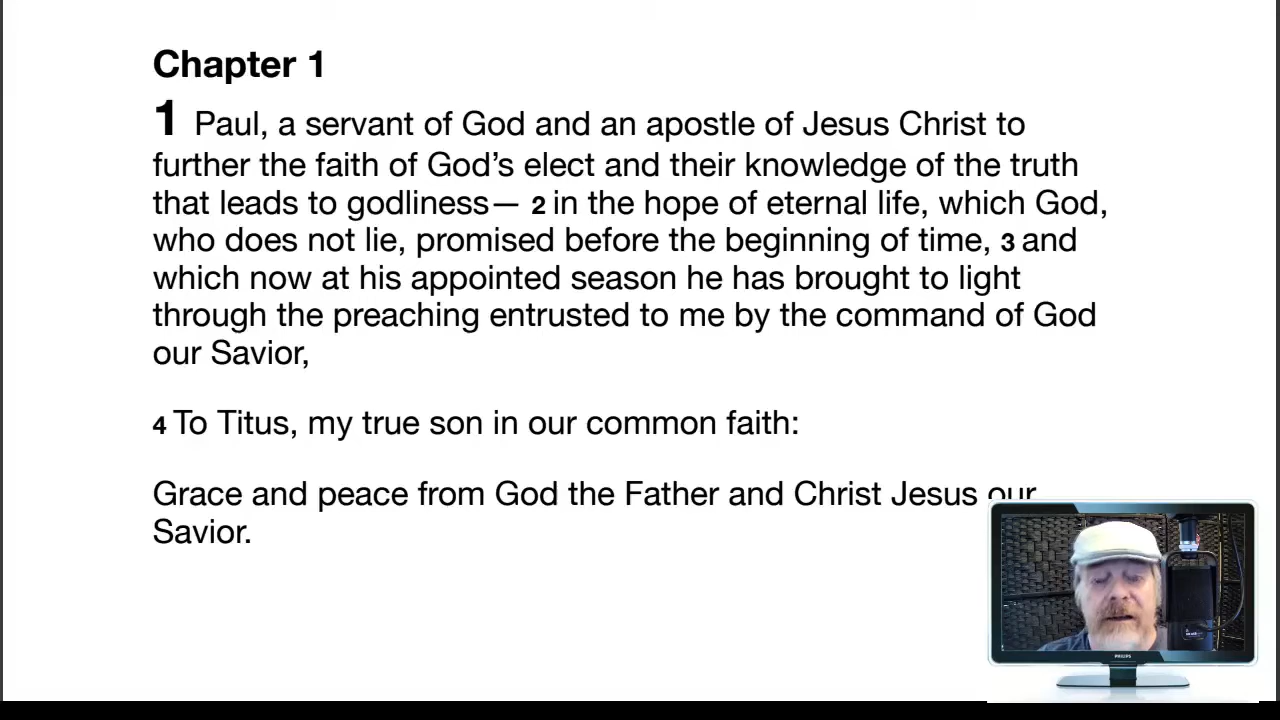 Chapter 1
1 Paul, a servant of God and an apostle of Jesus Christ to
further the faith of God’s elect and their knowledge of the truth
that leads to godliness— 2 in the hope of eternal life, which God,
who does not lie, promised before the beginning of time, 3 and
which now at his appointed season he has brought to light
through the preaching entrusted to me by the command of God
our Savior,
4 To Titus, my true son in our common faith:
Grace and peace from God the Father and Christ Jesus our
Savior.
PHILIPS